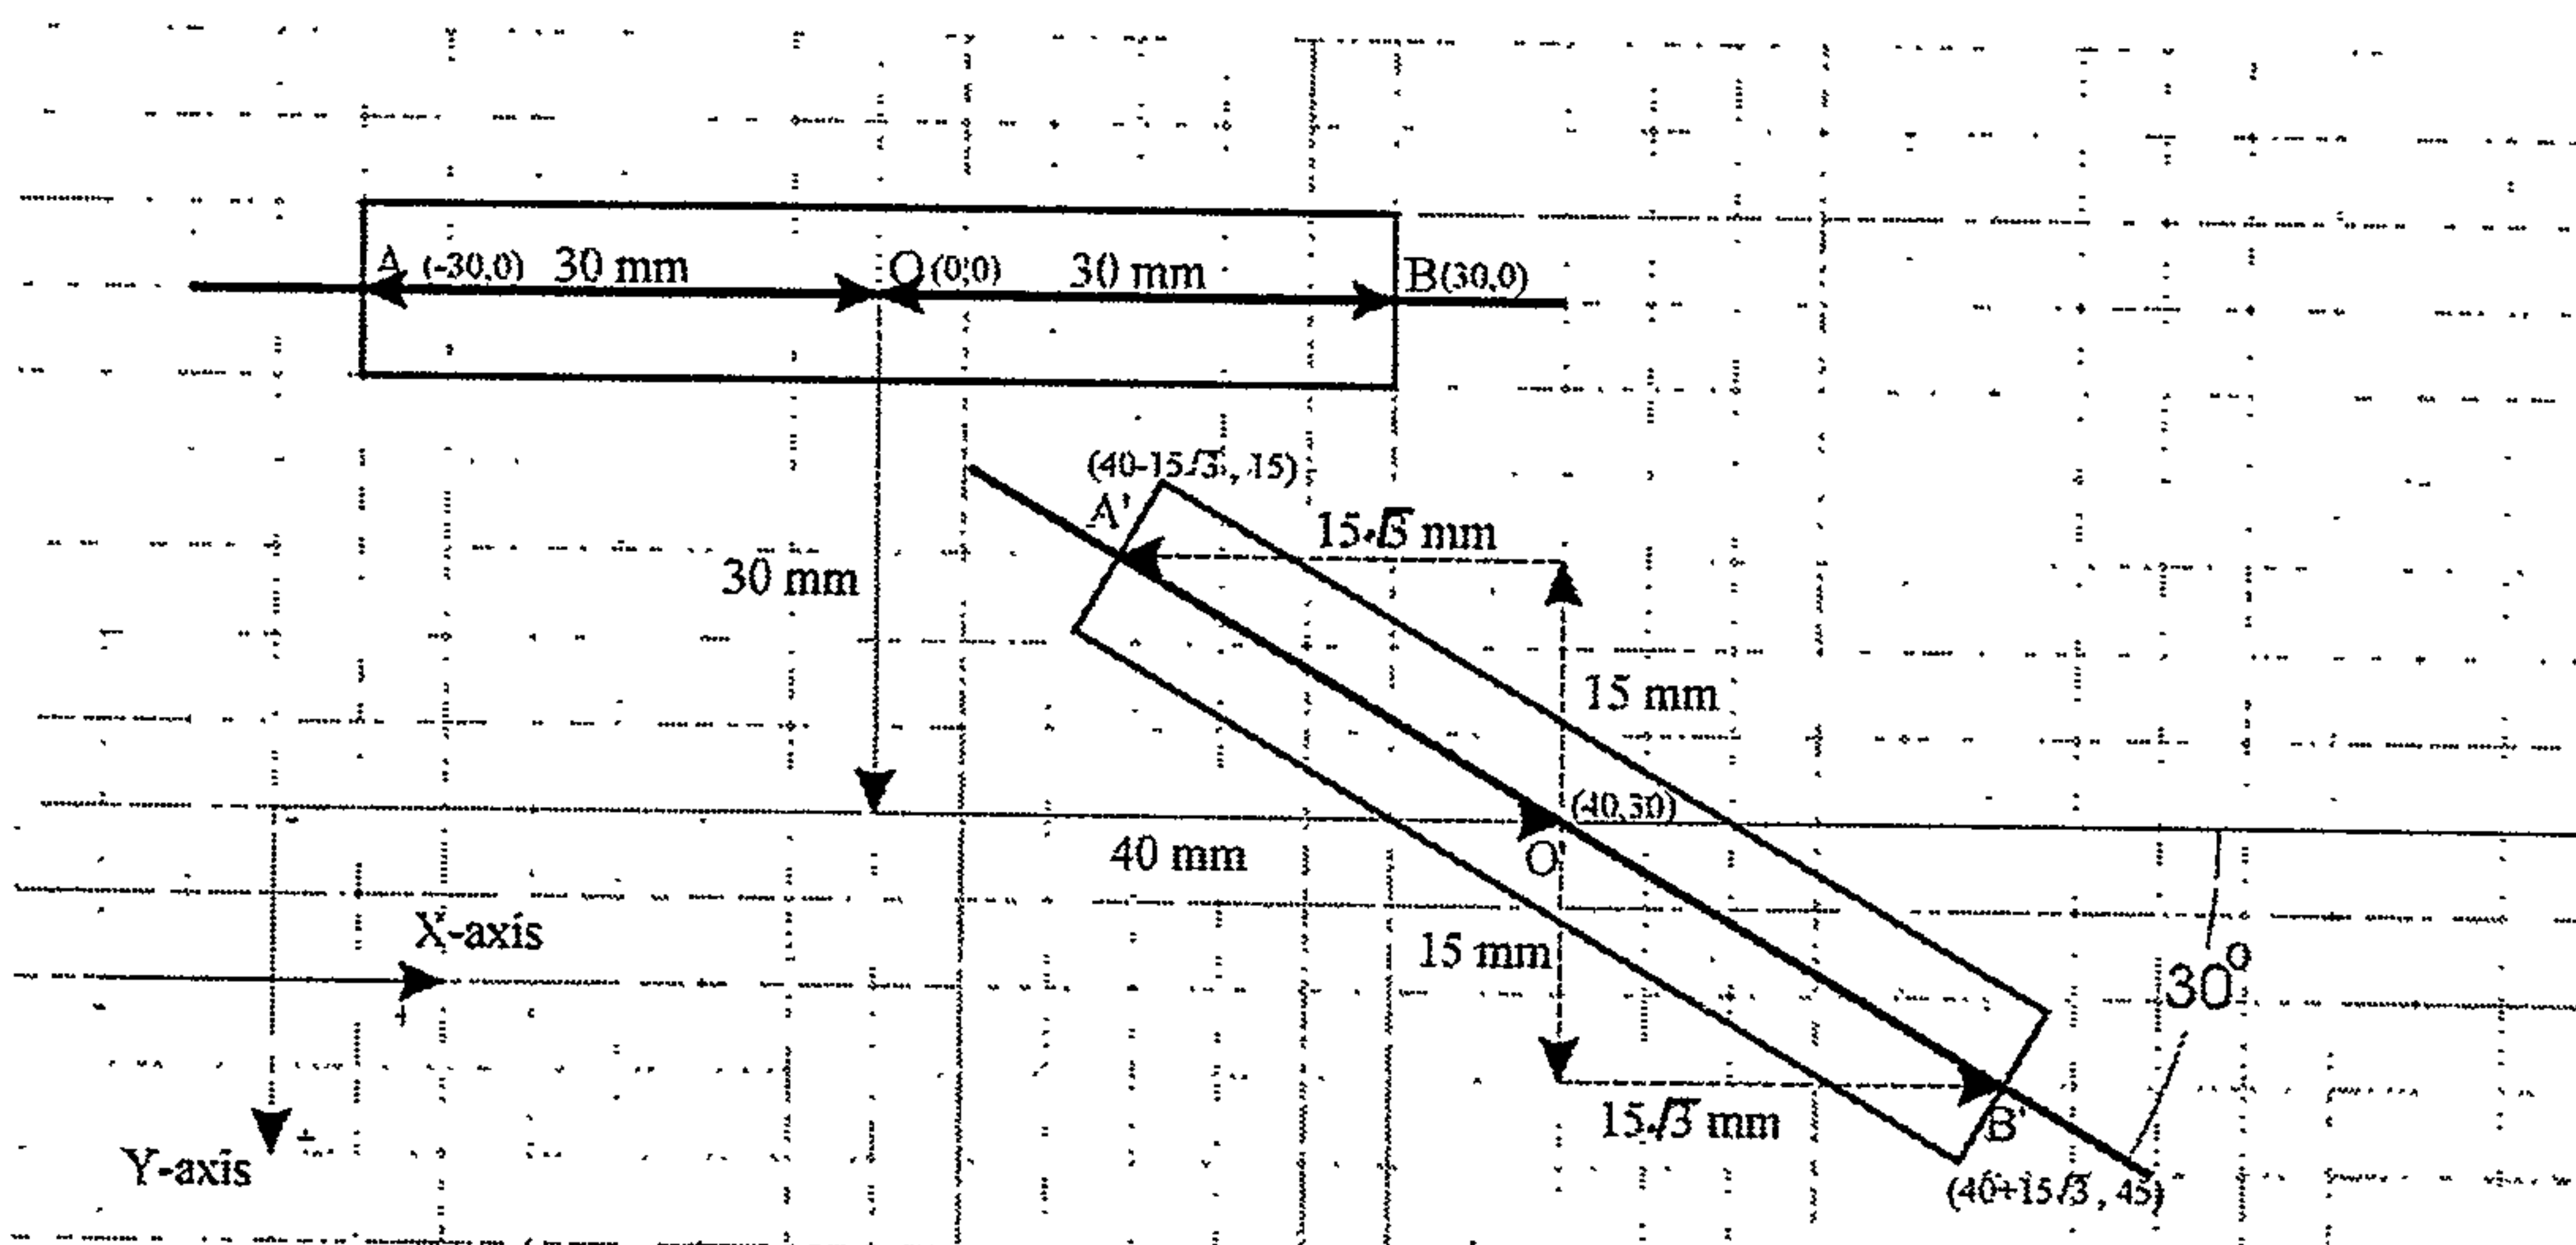 A (-30,0) 30 mm O (0,0) 30 mm B(30,0)
(40-15√3, 15)
A'
15√3 mm
30 mm
15 mm
(40,30)
40 mm
O
X-axis
+
15 mm
30°
15√3 mm
B'
+
Y-axis
(40+15√3, 45)